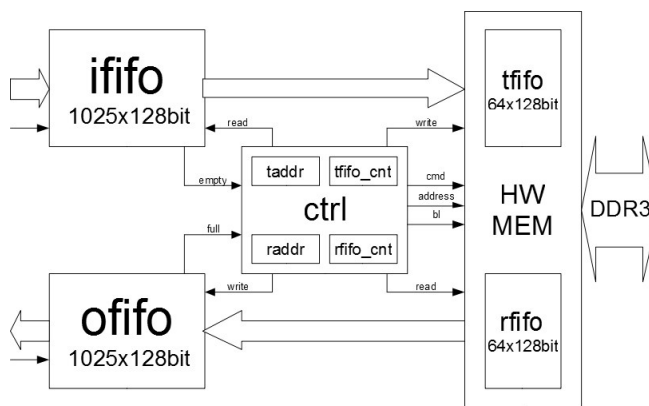 ififo
1025x128bit
tfifo
64x128bit
read
write
empty
taddr
tfifo_cnt
cmd
ctrl
address
HW
MEM
DDR3
bl
full
raddr
rfifo_cnt
write
read
ofifo
1025x128bit
rfifo
64x128bit